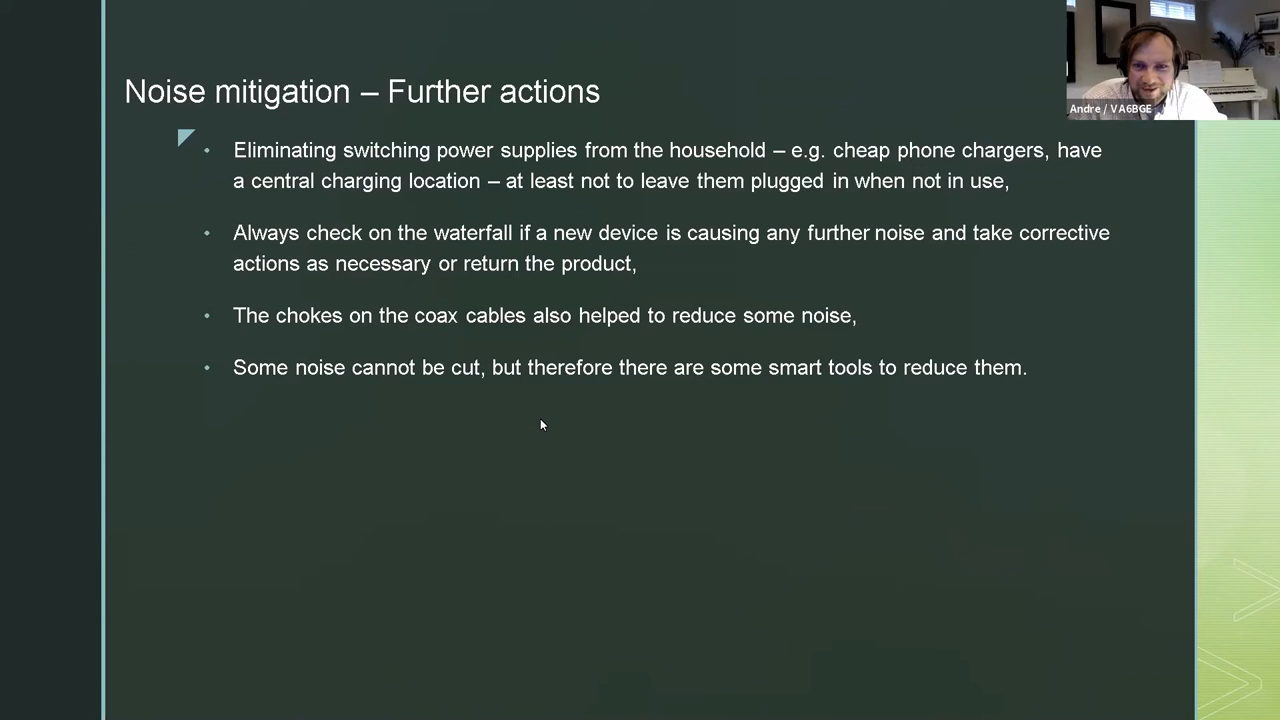 Noise mitigation – Further actions
• Eliminating switching power supplies from the household – e.g. cheap phone chargers, have
a central charging location – at least not to leave them plugged in when not in use,
• Always check on the waterfall if a new device is causing any further noise and take corrective
actions as necessary or return the product,
• The chokes on the coax cables also helped to reduce some noise,
• Some noise cannot be cut, but therefore there are some smart tools to reduce them.
Andre / VA6BGE